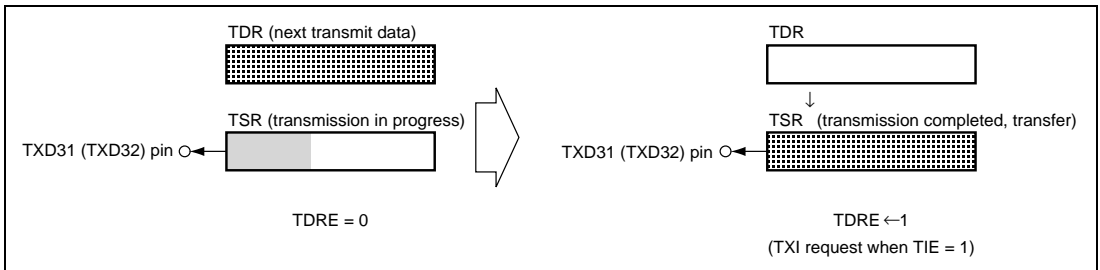 TDR (next transmit data)
TSR (transmission in progress)
TXD31 (TXD32) pin
TDRE = 0
TDR
↓
TSR (transmission completed, transfer)
TXD31 (TXD32) pin
TDRE ←1
(TXI request when TIE = 1)